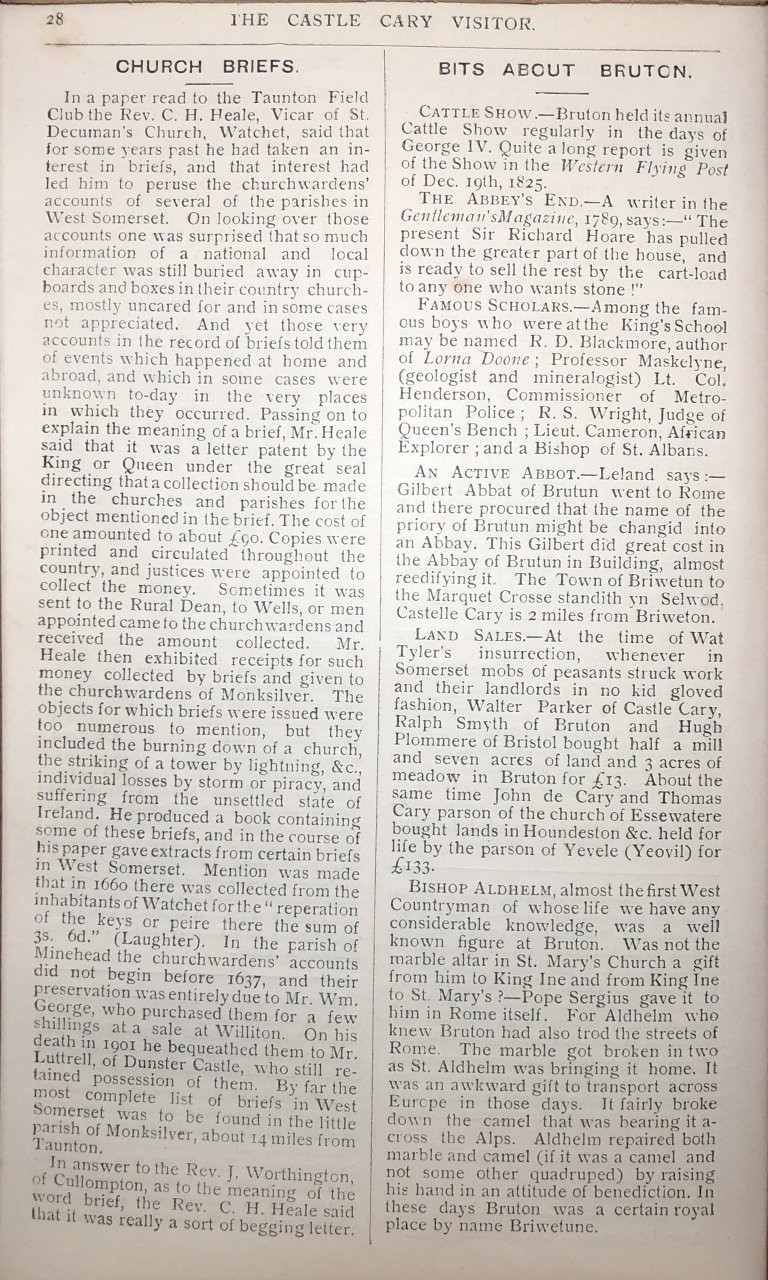 28
THE CASTLE CARY VISITOR.
CHURCH BRIEFS.
In a paper read to the Taunton Field
Club the Rev. C. H. Heale, Vicar of St.
Decuman's Church, Watchet, said that
for some years past he had taken an in-
terest in briefs, and that interest had
led him to peruse the churchwardens'
accounts of several of the parishes in
West Somerset. On looking over those
accounts one was surprised that so much
information of a national and local
character was still buried away in cup-
boards and boxes in their country church-
es, mostly uncared for and in some cases
not appreciated. And yet those very
accounts in the record of briefs told them
of events which happened at home and
abroad, and which in some cases were
unknown to-day in the very places
in which they occurred. Passing on to
explain the meaning of a brief, Mr. Heale
said that it was a letter patent by the
King or Queen under the great seal
directing that a collection should be made
in the churches and parishes for the
object mentioned in the brief. The cost of
one amounted to about £90. Copies were
printed and circulated throughout the
country, and justices were appointed to
collect the money. Sometimes it was
sent to the Rural Dean, to Wells, or men
appointed came to the churchwardens and
received the amount collected. Mr.
Heale then exhibited receipts for such
money collected by briefs and given to
the churchwardens of Monksilver. The
objects for which briefs were issued were
too numerous to mention, but they
included the burning down of a church,
the striking of a tower by lightning, &c.,
individual losses by storm or piracy, and
suffering from the unsettled state of
Ireland. He produced a book containing
some of these briefs, and in the course of
his paper gave extracts from certain briefs
in West Somerset. Mention was made
that in 1660 there was collected from the
inhabitants of Watchet for the "reperation
of the keys or peire there the sum of
3s. 6d." (Laughter). In the parish of
Minehead the churchwardens' accounts
did not begin before 1637, and their
preservation was entirely due to Mr. Wm.
George, who purchased them for a few
shillings at a sale at Williton. On his
death in 1901 he bequeathed them to Mr.
Luttrell, of Dunster Castle, who still re-
tained possession of them. By far the
most complete list of briefs in West
Somerset was to be found in the little
parish of Monksilver, about 14 miles from
Taunton.
In answer to the Rev. J. Worthington,
of Cullompton, as to the meaning of the
word brief, the Rev. C. H. Heale said
that it was really a sort of begging letter.
BITS ABOUT BRUTON.
CATTLE SHOW.—Bruton held its annual
Cattle Show regularly in the days of
George IV. Quite a long report is given
of the Show in the Western Flying Post
of Dec. 19th, 1825.
THE ABBEY'S END.—A writer in the
Gentleman'sMagazine, 1789, says:—"The
present Sir Richard Hoare has pulled
down the greater part of the house, and
is ready to sell the rest by the cart-load
to any one who wants stone!"
FAMOUS SCHOLARS.—Among the fam-
ous boys who were at the King's School
may be named R. D. Blackmore, author
of Lorna Doone; Professor Maskelyne,
(geologist and mineralogist) Lt. Col.
Henderson, Commissioner of Metro-
politan Police; R. S. Wright, Judge of
Queen's Bench; Lieut. Cameron, African
Explorer; and a Bishop of St. Albans.
AN ACTIVE ABBOT.—Leland says:—
Gilbert Abbat of Brutun went to Rome
and there procured that the name of the
priory of Brutun might be changid into
an Abbay. This Gilbert did great cost in
the Abbay of Brutun in Building, almost
reedifying it. The Town of Briwetun to
the Marquet Crosse standith yn Selwod.
Castelle Cary is 2 miles from Briweton.
LAND SALES.—At the time of Wat
Tyler's insurrection, whenever in
Somerset mobs of peasants struck work
and their landlords in no kid gloved
fashion, Walter Parker of Castle Cary,
Ralph Smyth of Bruton and Hugh
Plommere of Bristol bought half a mill
and seven acres of land and 3 acres of
meadow in Bruton for £13. About the
same time John de Cary and Thomas
Cary parson of the church of Essewatere
bought lands in Houndeston &c. held for
life by the parson of Yevele (Yeovil) for
£133.
BISHOP ALDHELM, almost the first West
Countryman of whose life we have any
considerable knowledge, was a well
known figure at Bruton. Was not the
marble altar in St. Mary's Church a gift
from him to King Ine and from King Ine
to St. Mary's?—Pope Sergius gave it to
him in Rome itself. For Aldhelm who
knew Bruton had also trod the streets of
Rome. The marble got broken in two
as St. Aldhelm was bringing it home. It
was an awkward gift to transport across
Europe in those days. It fairly broke
down the camel that was bearing it a-
cross the Alps. Aldhelm repaired both
marble and camel (if it was a camel and
not some other quadruped) by raising
his hand in an attitude of benediction. In
these days Bruton was a certain royal
place by name Briwetune.